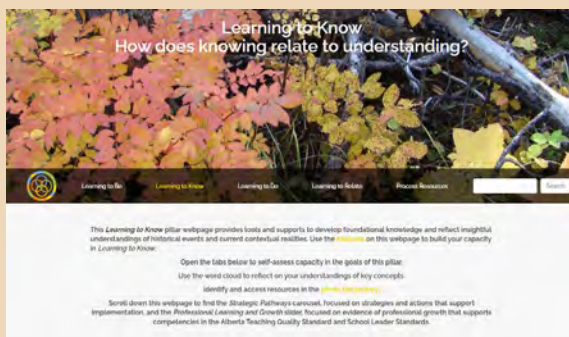 Learning to Know
How does knowing relate to understanding?
Learning to Be Learning to Know Learning to Do Learning to Relate Process Resources Search
This Learning to Know pillar webpage provides tools and supports to develop foundational knowledge and reflect insightful
understandings of historical events and current contextual realities. Use the on this webpage to build your capacity
in Learning to Know.
Open the tabs below to self-assess capacity in the goals of this pillar.
Use the word cloud to reflect on your understandings of key concepts
Identify and access resources in the
Scroll down this webpage to find the Strategic Pathways carousel, focused on strategies and actions that support
implementation, and the Professional Learning and Growth slider, focused on evidence of professional growth that supports
competencies in the Alberta Teaching Quality Standard and School Leader Standards.